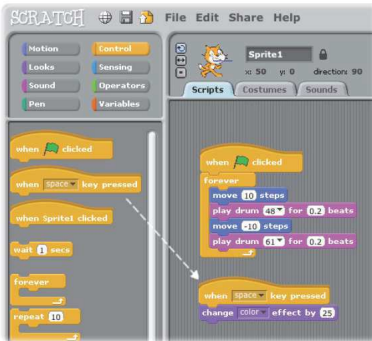 SCRATCH File Edit Share Help
Motion Control
Looks Sensing
Sound Operators
Pen Variables
Sprite1
x: 50 y: 0 direction: 90
Scripts Costumes Sounds
when clicked
when space key pressed
when Sprite1 clicked
wait 1 secs
forever
repeat 10
when clicked
forever
move 10 steps
play drum 48 for 0.2 beats
move -10 steps
play drum 61 for 0.2 beats
when space key pressed
change color effect by 25